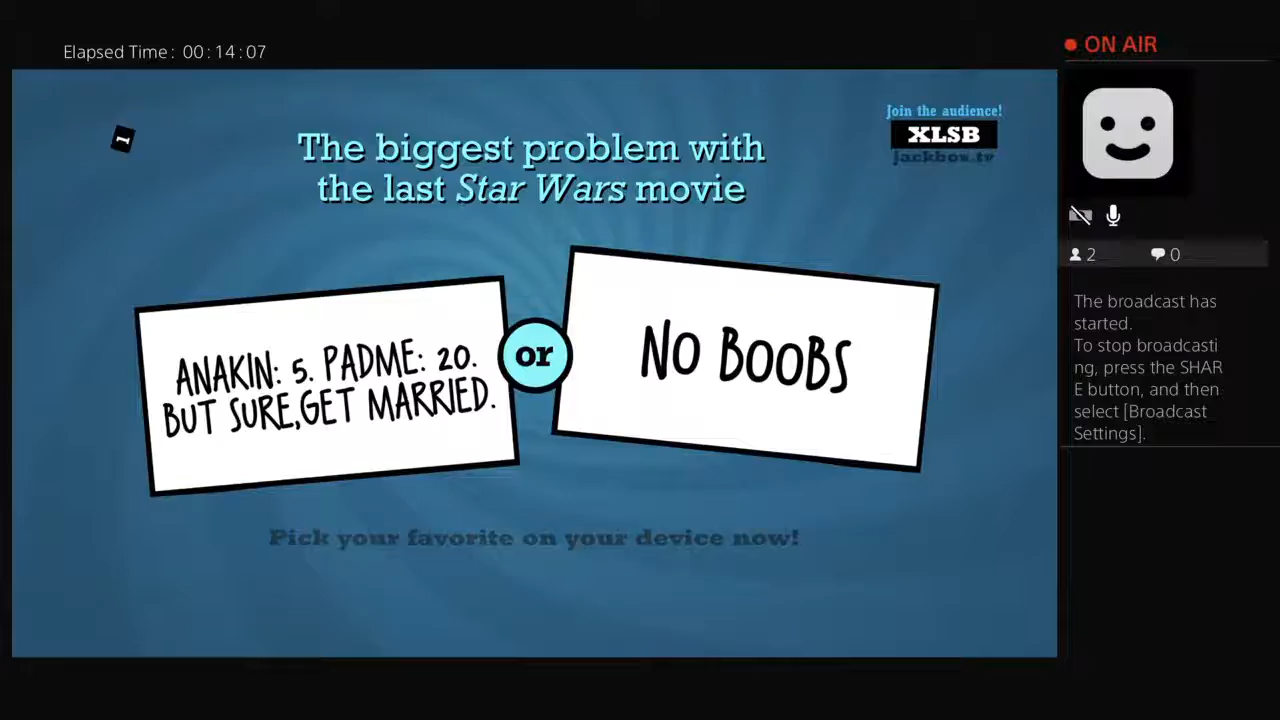 Elapsed Time: 00:14:07
ON AIR
1
Join the audience!
XLSB
jackbox.tv
The biggest problem with
the last Star Wars movie
ANAKIN: 5. PADME: 20.
BUT SURE,GET MARRIED.
or
NO BOOBS
Pick your favorite on your device now!
2
0
The broadcast has
started.
To stop broadcasti
ng, press the SHAR
E button, and then
select [Broadcast
Settings].